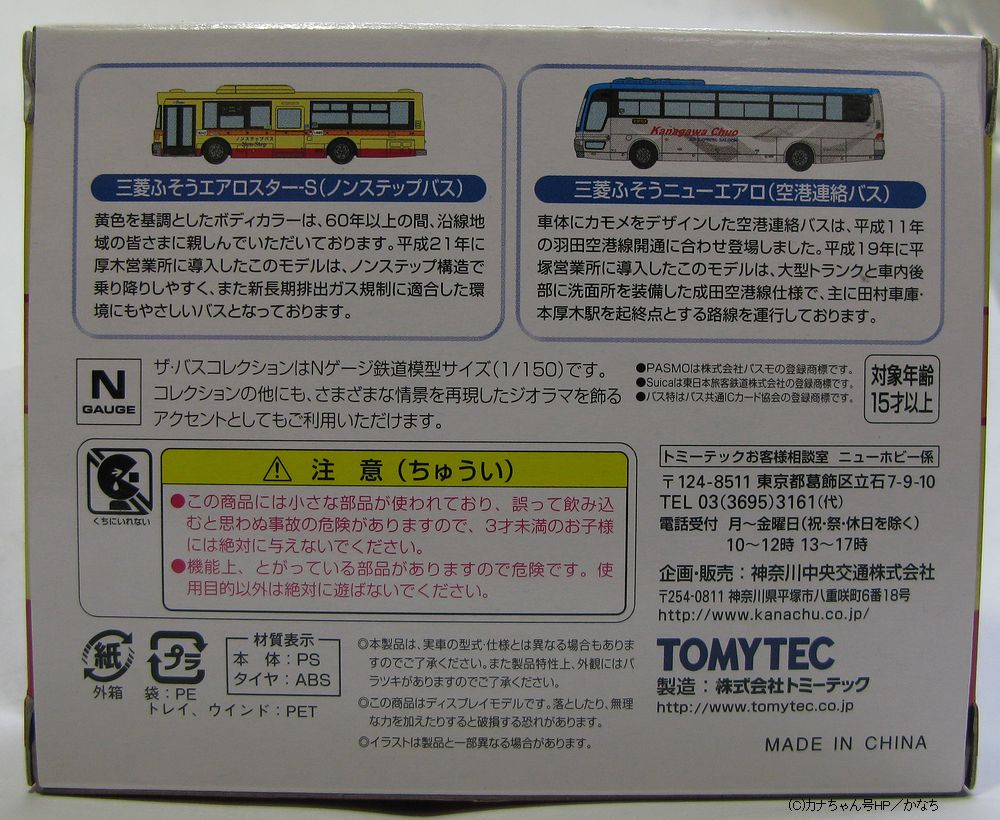 ノンステップバス
Non-Step
Kanagawa Chuo
三菱ふそうエアロスター-S(ノンステップバス)
黄色を基調としたボディカラーは、60年以上の間、沿線地
域の皆さまに親しんでいただいております。平成21年に
厚木営業所に導入したこのモデルは、ノンステップ構造で
乗り降りしやすく、また新長期排出ガス規制に適合した環
境にもやさしいバスとなっております。
三菱ふそうニューエアロ(空港連絡バス)
車体にカモメをデザインした空港連絡バスは、平成11年
の羽田空港線開通に合わせ登場しました。平成19年に平
塚営業所に導入したこのモデルは、大型トランクと車内後
部に洗面所を装備した成田空港線仕様で、主に田村車庫・
本厚木駅を起終点とする路線を運行しております。
N
GAUGE
ザ・バスコレクションはNゲージ鉄道模型サイズ(1/150)です。
コレクションの他にも、さまざまな情景を再現したジオラマを飾る
アクセントとしてもご利用いただけます。
●PASMOは株式会社パスモの登録商標です。
●Suicaは東日本旅客鉄道株式会社の登録商標です。
●バス特はバス共通ICカード協会の登録商標です。
対象年齢
15才以上
くちにいれない
注 意(ちゅうい)
●この商品には小さな部品が使われており、誤って飲み込
むと思わぬ事故の危険がありますので、3才未満のお子様
には絶対に与えないでください。
●機能上、とがっている部品がありますので危険です。使
用目的以外は絶対に遊ばないでください。
トミーテックお客様相談室 ニューホビー係
〒124-8511 東京都葛飾区立石7-9-10
TEL 03(3695)3161(代)
電話受付 月〜金曜日(祝・祭・休日を除く)
10〜12時 13〜17時
企画・販売:神奈川中央交通株式会社
〒254-0811 神奈川県平塚市八重咲町6番18号
http://www.kanachu.co.jp/
紙
外箱
プラ
袋:PE
トレイ、ウインド:PET
材質表示
本 体:PS
タイヤ:ABS
◎本製品は、実車の型式・仕様とは異なる場合もありま
すのでご了承ください。また製品特性上、外観にはバ
ラツキがありますのでご了承ください。
◎この商品はディスプレイモデルです。落としたり、無理
な力を加えたりすると破損する恐れがあります。
◎イラストは製品と一部異なる場合があります。
TOMYTEC
製造:株式会社トミーテック
http://www.tomytec.co.jp
MADE IN CHINA
(C)カナちゃん号HP/かなち